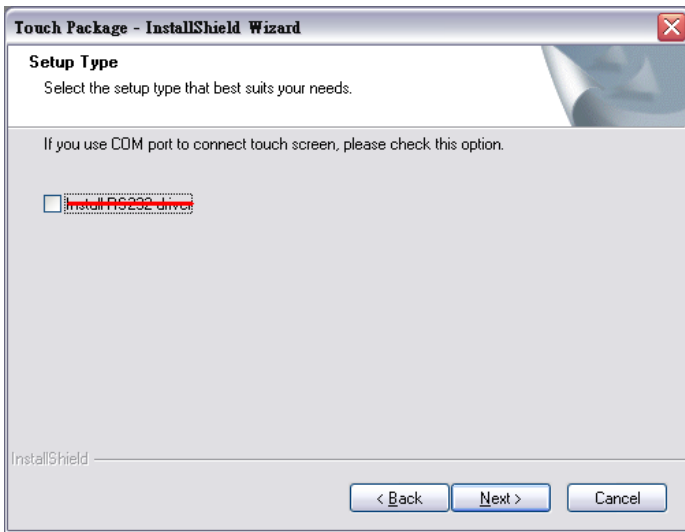 Touch Package - InstallShield Wizard
Setup Type
Select the setup type that best suits your needs.
If you use COM port to connect touch screen, please check this option.
Install RS232 driver
InstallShield
< Back
Next >
Cancel